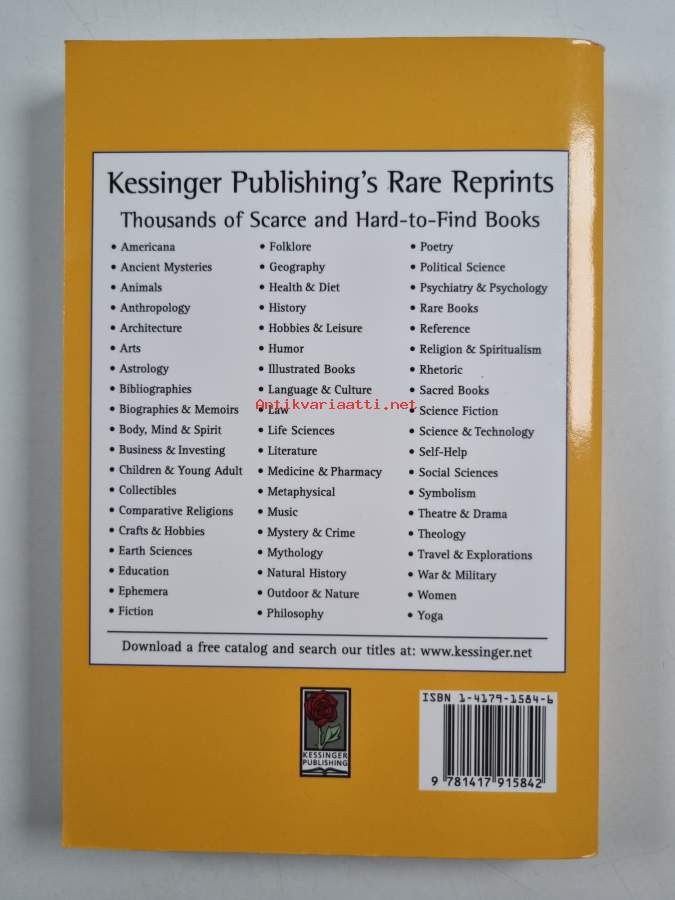 Kessinger Publishing's Rare Reprints
Thousands of Scarce and Hard-to-Find Books
• Americana
• Ancient Mysteries
• Animals
• Anthropology
• Architecture
• Arts
• Astrology
• Bibliographies
• Biographies & Memoirs
• Body, Mind & Spirit
• Business & Investing
• Children & Young Adult
• Collectibles
• Comparative Religions
• Crafts & Hobbies
• Earth Sciences
• Education
• Ephemera
• Fiction
• Folklore
• Geography
• Health & Diet
• History
• Hobbies & Leisure
• Humor
• Illustrated Books
• Language & Culture
• Law
• Life Sciences
• Literature
• Medicine & Pharmacy
• Metaphysical
• Music
• Mystery & Crime
• Mythology
• Natural History
• Outdoor & Nature
• Philosophy
• Poetry
• Political Science
• Psychiatry & Psychology
• Rare Books
• Reference
• Religion & Spiritualism
• Rhetoric
• Sacred Books
• Science Fiction
• Science & Technology
• Self-Help
• Social Sciences
• Symbolism
• Theatre & Drama
• Theology
• Travel & Explorations
• War & Military
• Women
• Yoga
Antikvariaatti.net
Download a free catalog and search our titles at: www.kessinger.net
KESSINGER
PUBLISHING
ISBN 1-4179-1584-6
9 781417 915842